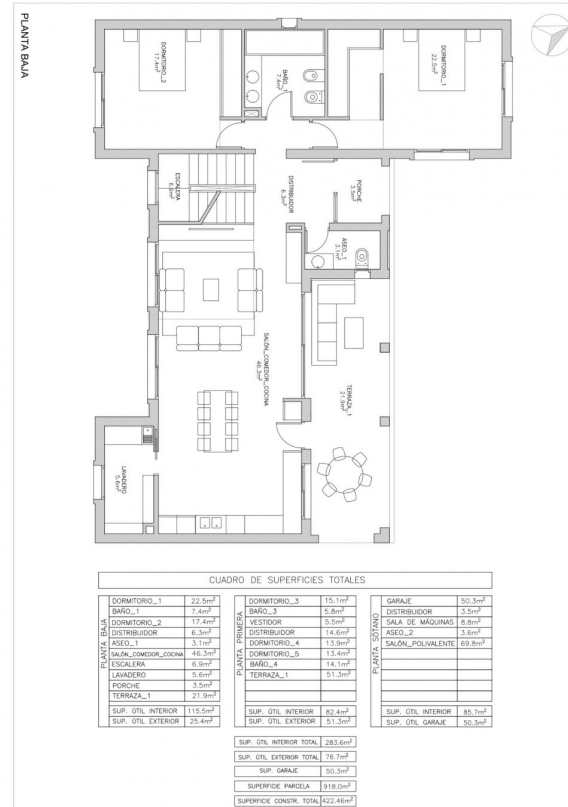 PLANTA BAJA
DORMITORIO_2
17.4m²
BAÑO_1
7.4m²
DORMITORIO_1
22.5m²
ESCALERA
6.9m²
DISTRIBUIDOR
6.3m²
PORCHE
3.5m²
ASEO_1
3.1m²
SALÓN_COMEDOR_COCINA
46.3m²
TERRAZA_1
21.9m²
LAVADERO
5.6m²
CUADRO DE SUPERFICIES TOTALES
PLANTA BAJA
DORMITORIO_1 22.5m²
BAÑO_1 7.4m²
DORMITORIO_2 17.4m²
DISTRIBUIDOR 6.3m²
ASEO_1 3.1m²
SALÓN_COMEDOR_COCINA 46.3m²
ESCALERA 6.9m²
LAVADERO 5.6m²
PORCHE 3.5m²
TERRAZA_1 21.9m²
SUP. ÚTIL INTERIOR 115.5m²
SUP. ÚTIL EXTERIOR 25.4m²
PLANTA PRIMERA
DORMITORIO_3 15.1m²
BAÑO_3 5.8m²
VESTIDOR 5.5m²
DISTRIBUIDOR 14.6m²
DORMITORIO_4 13.9m²
DORMITORIO_5 13.4m²
BAÑO_4 14.1m²
TERRAZA_1 51.3m²
SUP. ÚTIL INTERIOR 82.4m²
SUP. ÚTIL EXTERIOR 51.3m²
PLANTA SÓTANO
GARAJE 50.3m²
DISTRIBUIDOR 3.5m²
SALA DE MÁQUINAS 8.8m²
ASEO_2 3.6m²
SALÓN_POLIVALENTE 69.8m²
SUP. ÚTIL INTERIOR 85.7m²
SUP. ÚTIL GARAJE 50.3m²
SUP. ÚTIL INTERIOR TOTAL 283.6m²
SUP. ÚTIL EXTERIOR TOTAL 76.7m²
SUP. GARAJE 50.3m²
SUPERFICIE PARCELA 918.0m²
SUPERFICIE CONSTR. TOTAL 422.46m²